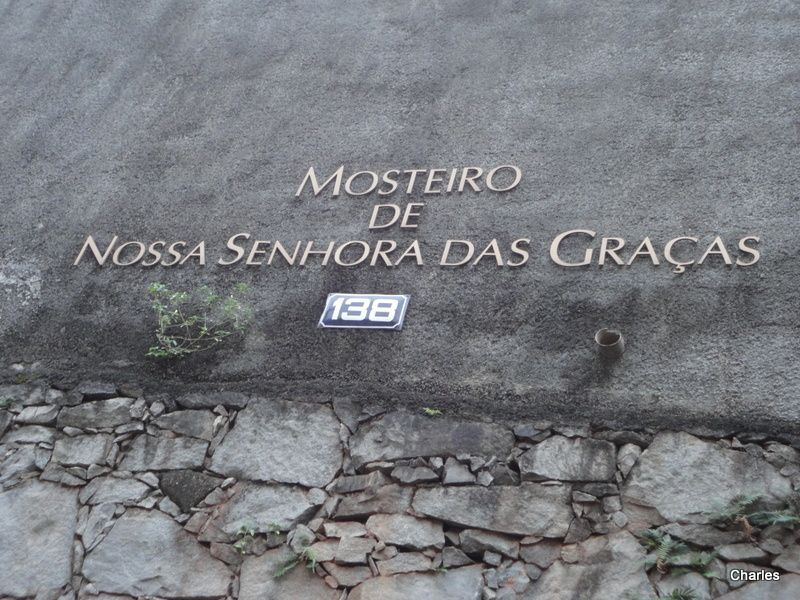 MOSTEIRO
DE
NOSSA SENHORA DAS GRAÇAS
138
Charles